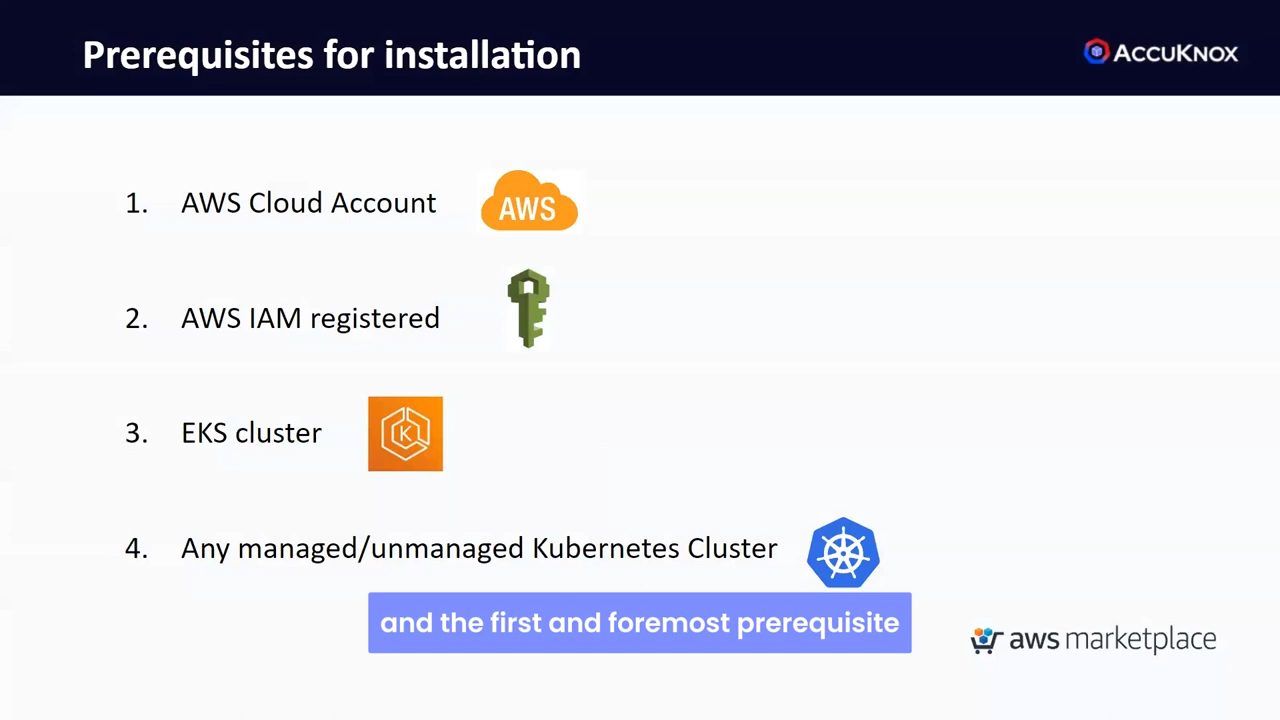 Prerequisites for installation
ACCUKNOX
1. AWS Cloud Account
AWS
2. AWS IAM registered
3. EKS cluster
K
4. Any managed/unmanaged Kubernetes Cluster
and the first and foremost prerequisite
aws marketplace